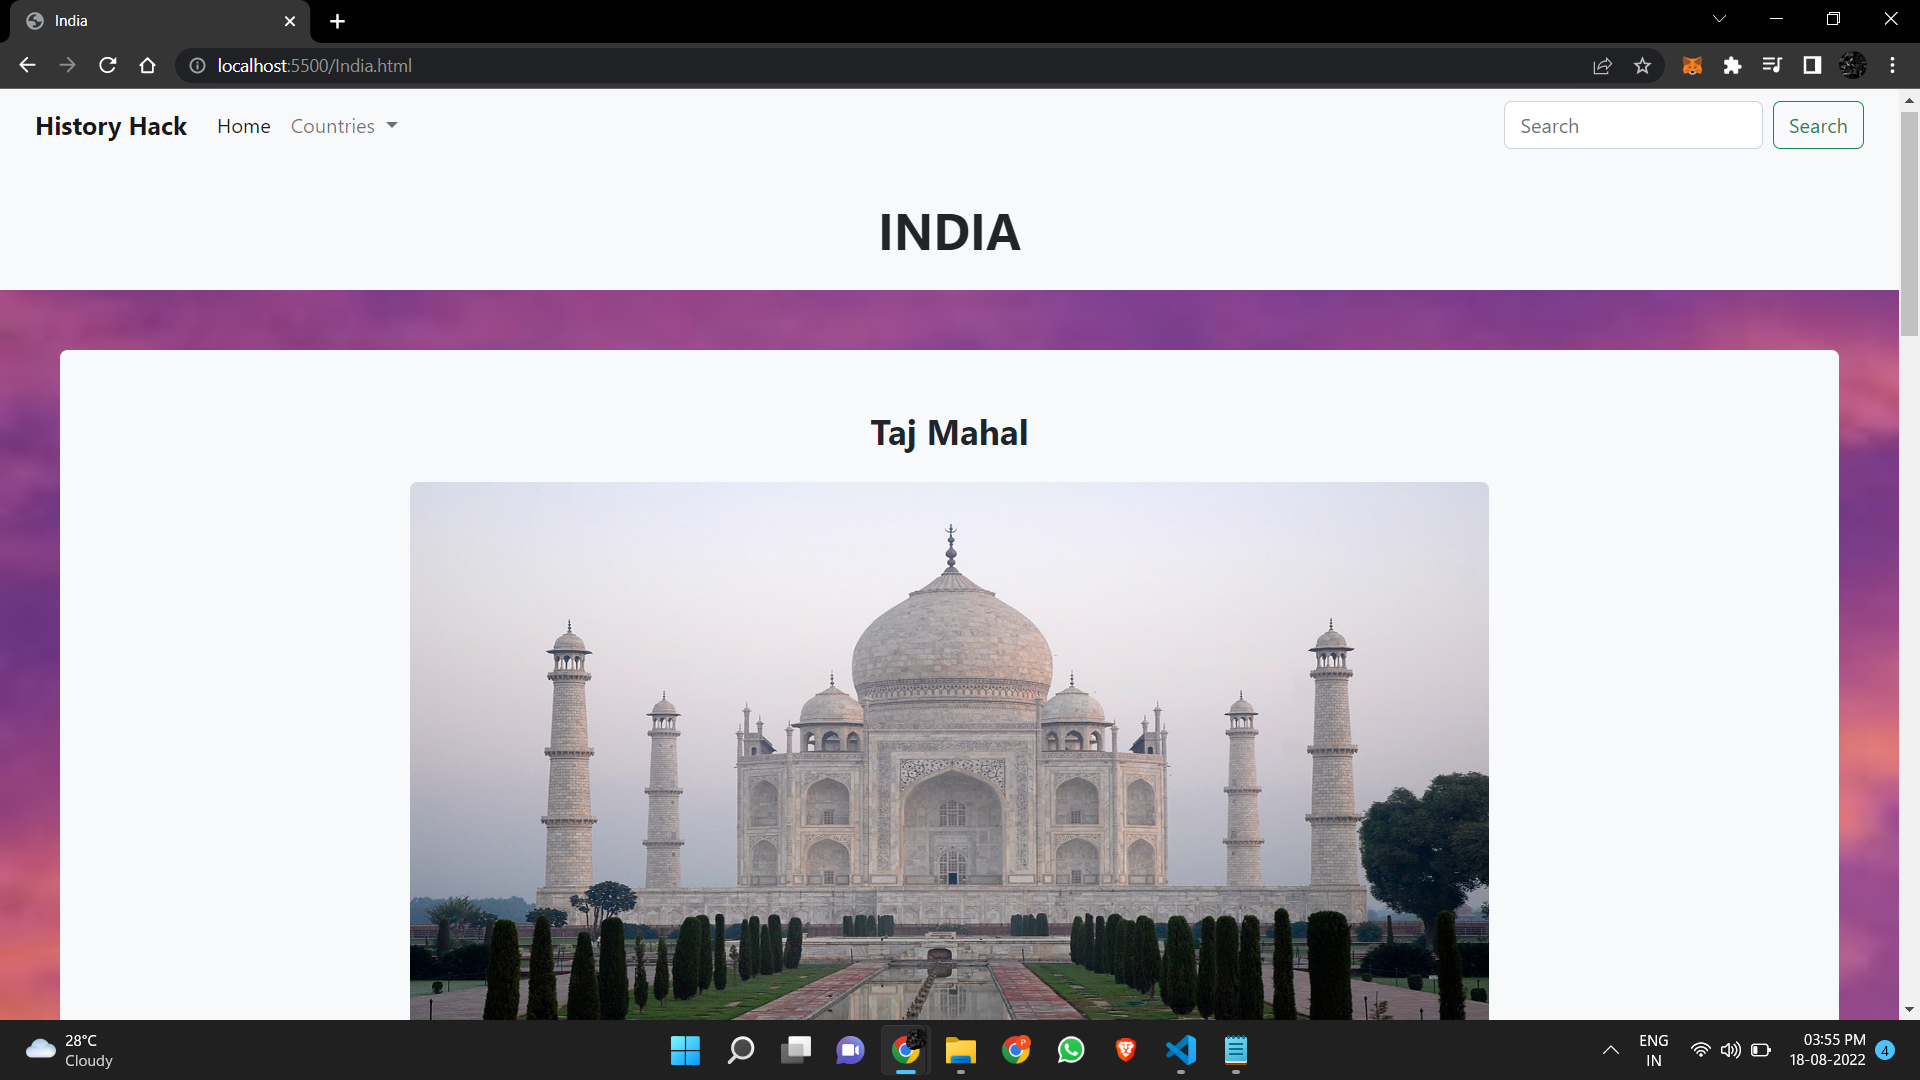 India
localhost:5500/India.html
History Hack Home Countries Search Search
INDIA
Taj Mahal
28°C
Cloudy
P
ENG
IN
03:55 PM
18-08-2022
4